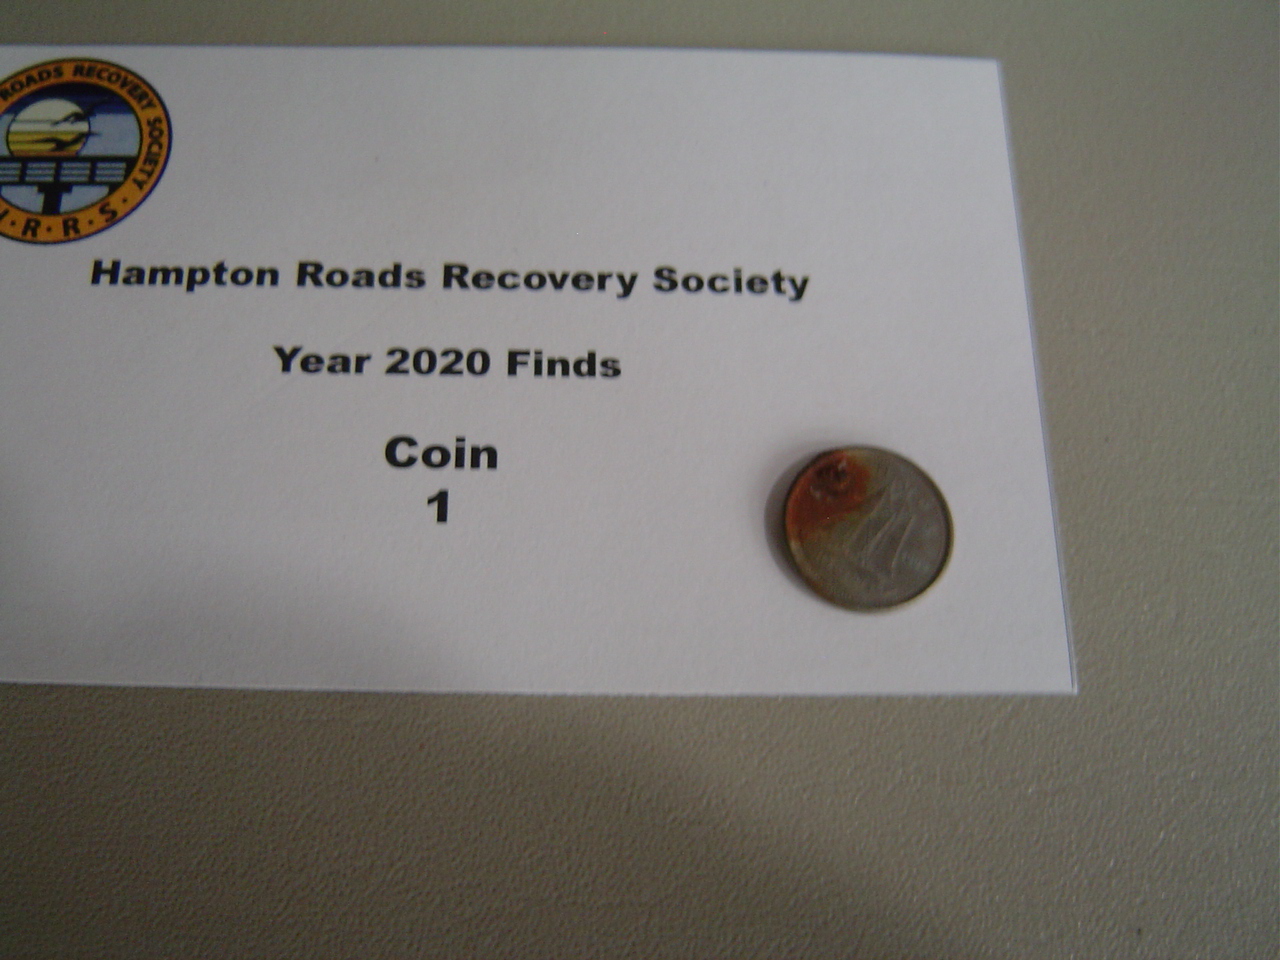 ROADS RECOVERY SOCIETY
R · R · S ·
Hampton Roads Recovery Society
Year 2020 Finds
Coin
1